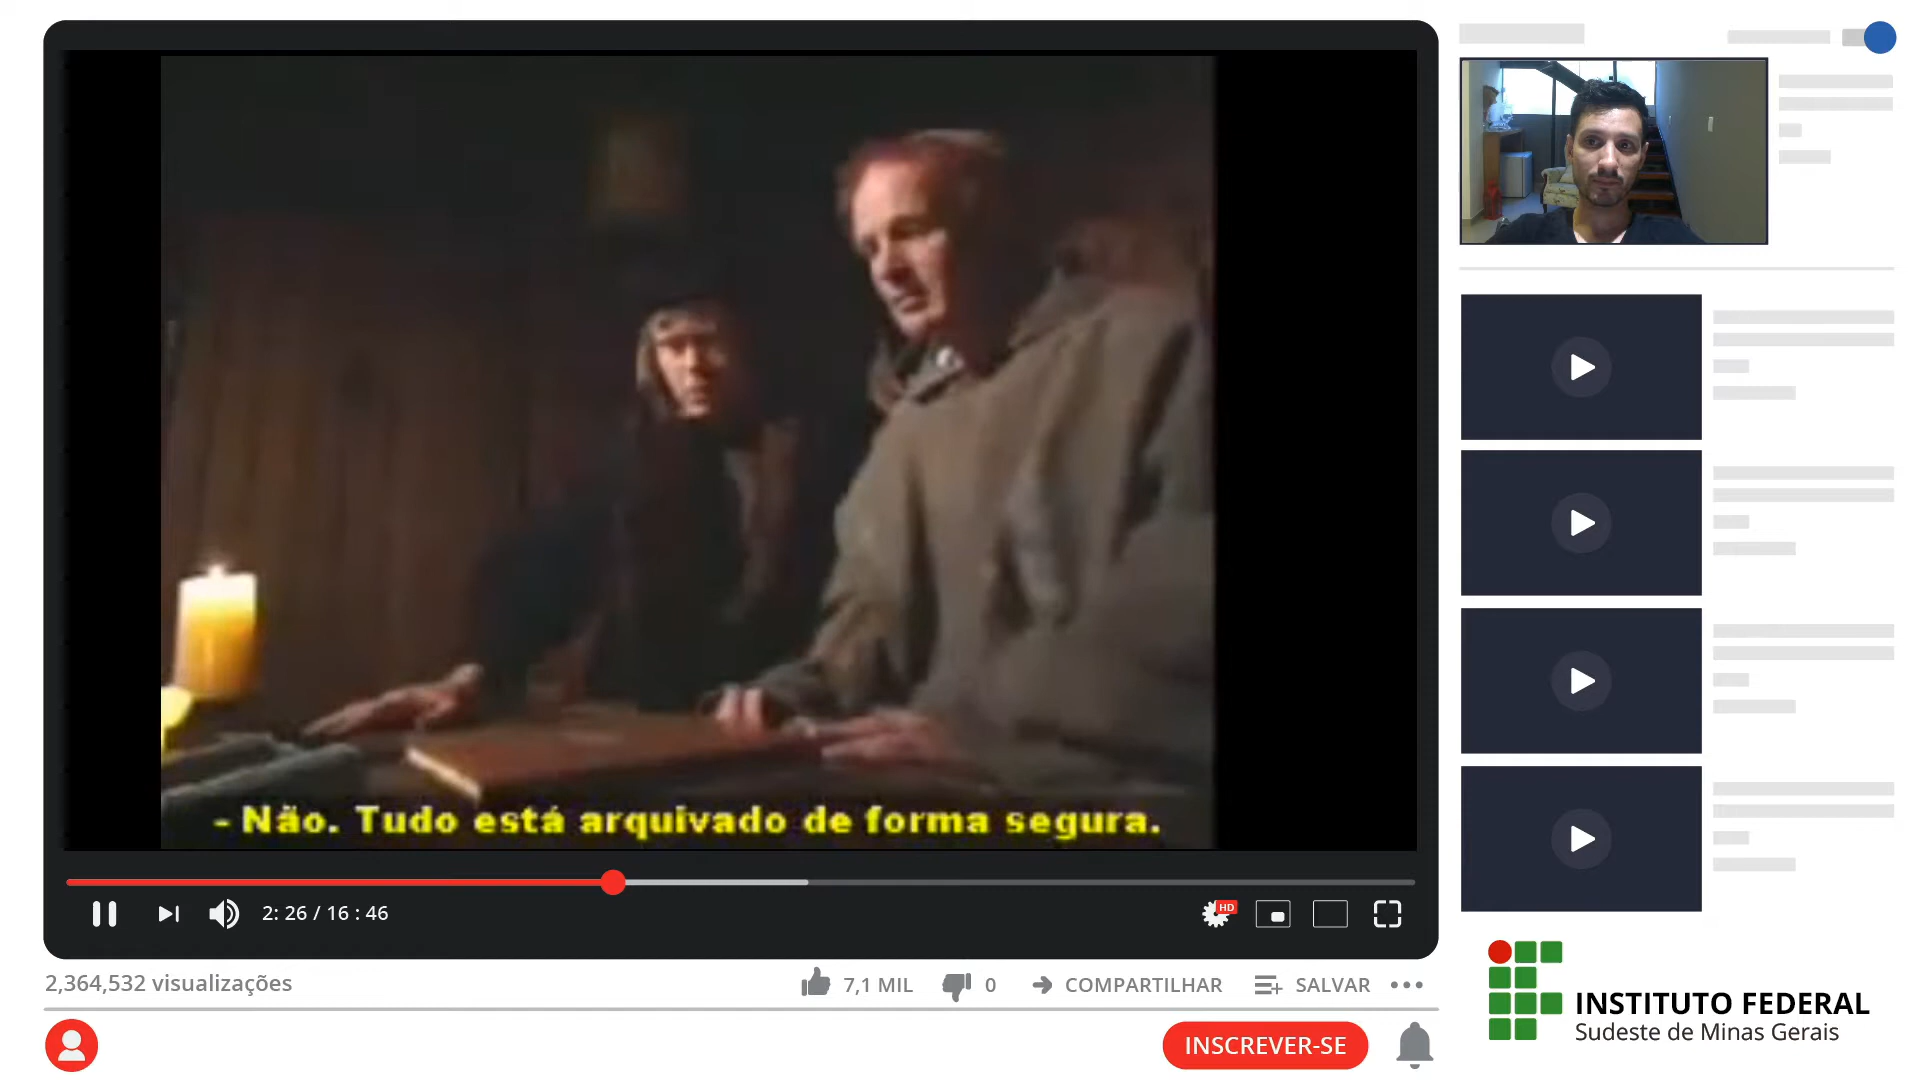 - Não. Tudo está arquivado de forma segura.
2: 26 / 16 : 46
HD
2,364,532 visualizações
7,1 MIL
0
COMPARTILHAR
SALVAR
INSCREVER-SE
INSTITUTO FEDERAL
Sudeste de Minas Gerais